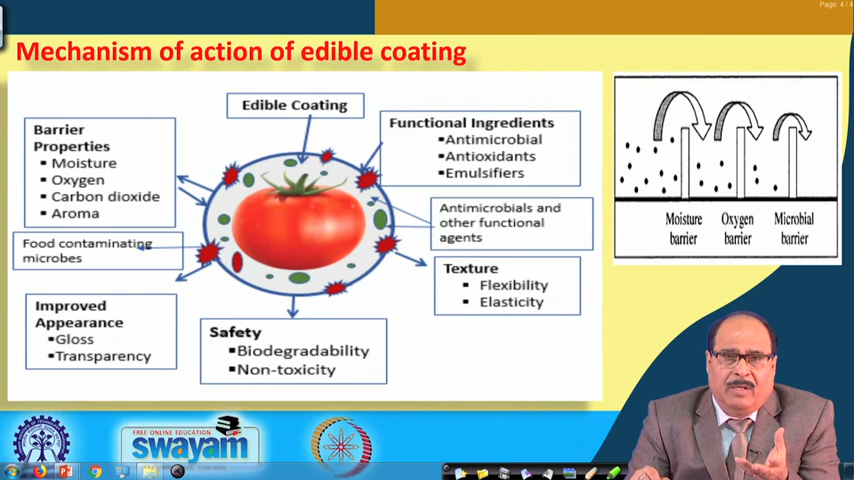 Page: 4 / 4
Mechanism of action of edible coating
Edible Coating
Barrier
Properties
▪ Moisture
▪ Oxygen
▪ Carbon dioxide
▪ Aroma
Functional Ingredients
▪Antimicrobial
▪Antioxidants
▪Emulsifiers
Antimicrobials and
other functional
agents
Food contaminating
microbes
Texture
▪ Flexibility
▪ Elasticity
Improved
Appearance
▪Gloss
▪Transparency
Safety
▪Biodegradability
▪Non-toxicity
Moisture
barrier
Oxygen
barrier
Microbial
barrier
FREE ONLINE EDUCATION
swayam